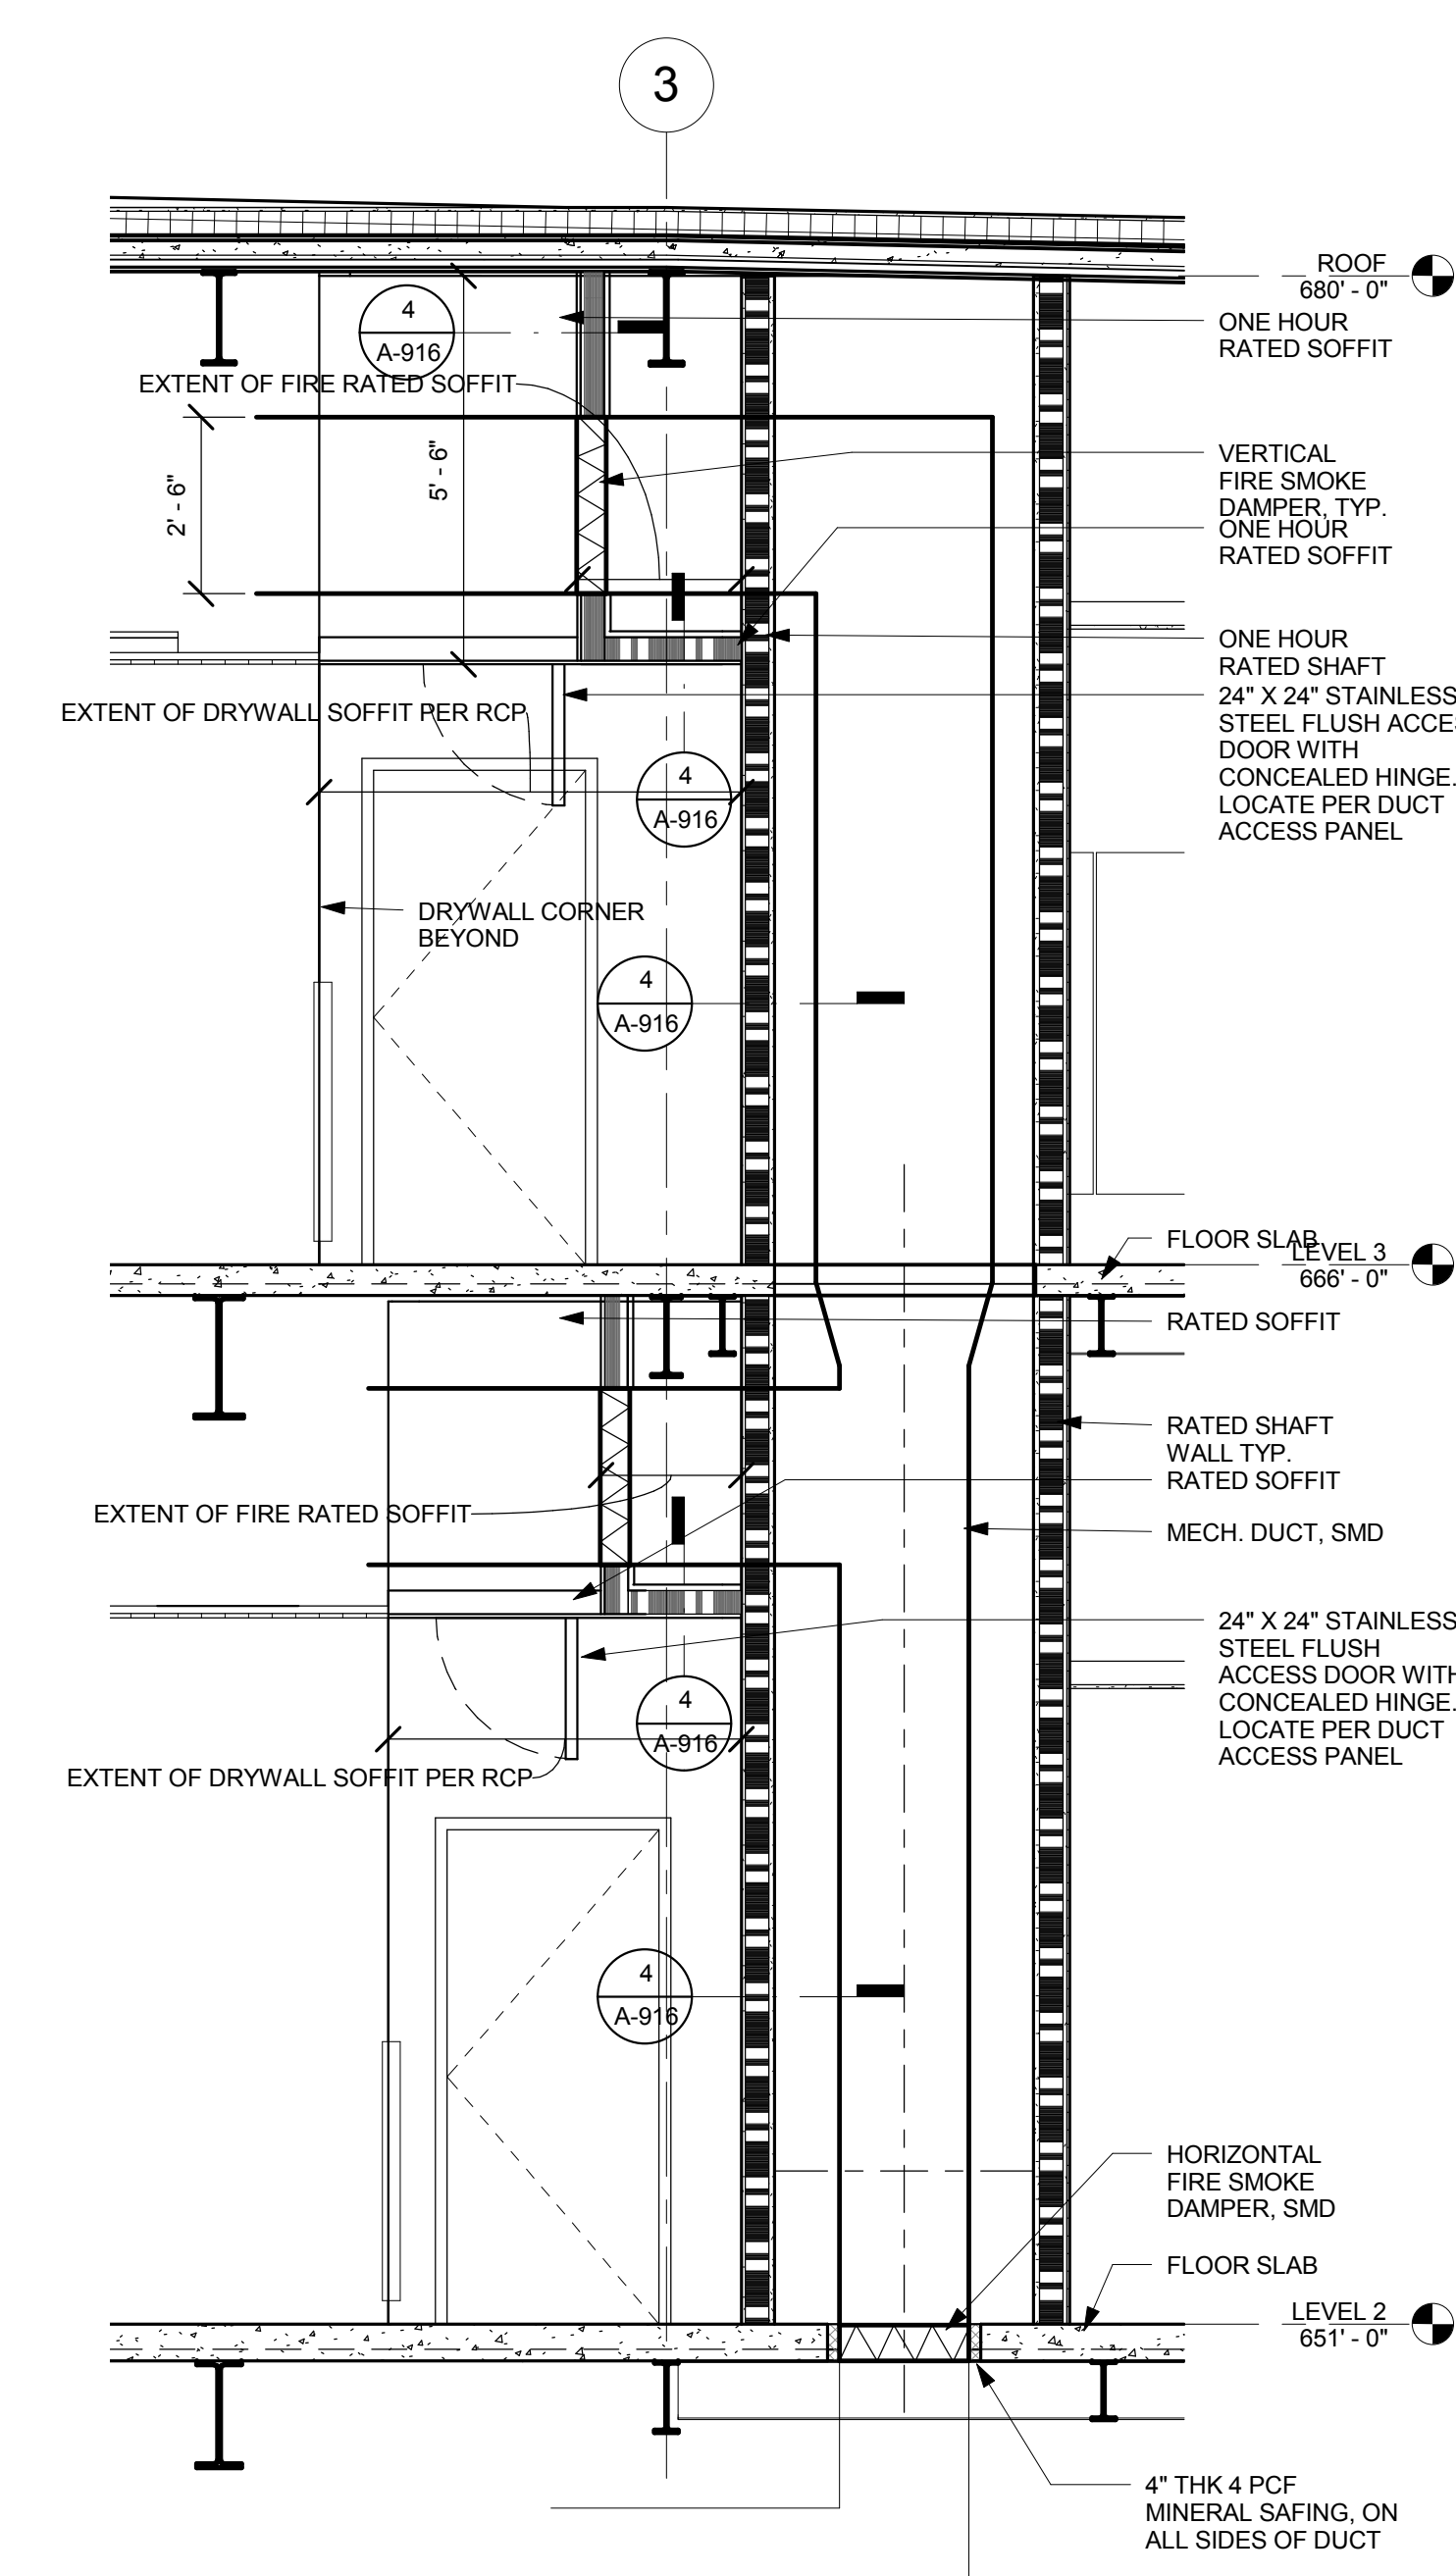 3
ROOF
680' - 0"
4
A-916
ONE HOUR
RATED SOFFIT
EXTENT OF FIRE RATED SOFFIT
2' - 6"
5' - 6"
VERTICAL
FIRE SMOKE
DAMPER, TYP.
ONE HOUR
RATED SOFFIT
ONE HOUR
RATED SHAFT
24" X 24" STAINLESS
STEEL FLUSH ACCE
DOOR WITH
CONCEALED HINGE.
LOCATE PER DUCT
ACCESS PANEL
EXTENT OF DRYWALL SOFFIT PER RCP
4
A-916
DRYWALL CORNER
BEYOND
4
A-916
FLOOR SLAB
LEVEL 3
666' - 0"
RATED SOFFIT
RATED SHAFT
WALL TYP.
RATED SOFFIT
EXTENT OF FIRE RATED SOFFIT
MECH. DUCT, SMD
24" X 24" STAINLESS
STEEL FLUSH
ACCESS DOOR WITH
CONCEALED HINGE.
LOCATE PER DUCT
ACCESS PANEL
4
A-916
EXTENT OF DRYWALL SOFFIT PER RCP
4
A-916
HORIZONTAL
FIRE SMOKE
DAMPER, SMD
FLOOR SLAB
LEVEL 2
651' - 0"
4" THK 4 PCF
MINERAL SAFING, ON
ALL SIDES OF DUCT